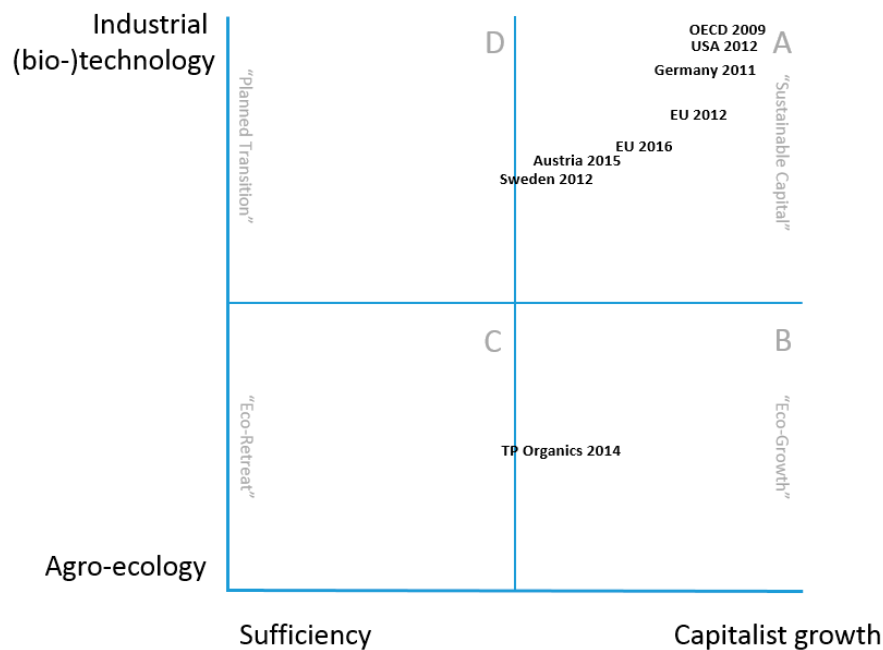 Industrial
(bio-)technology
D
A
OECD 2009
USA 2012
Germany 2011
"Planned Transition"
"Sustainable Capital"
EU 2012
EU 2016
Austria 2015
Sweden 2012
C
B
"Eco-Retreat"
"Eco-Growth"
TP Organics 2014
Agro-ecology
Sufficiency
Capitalist growth